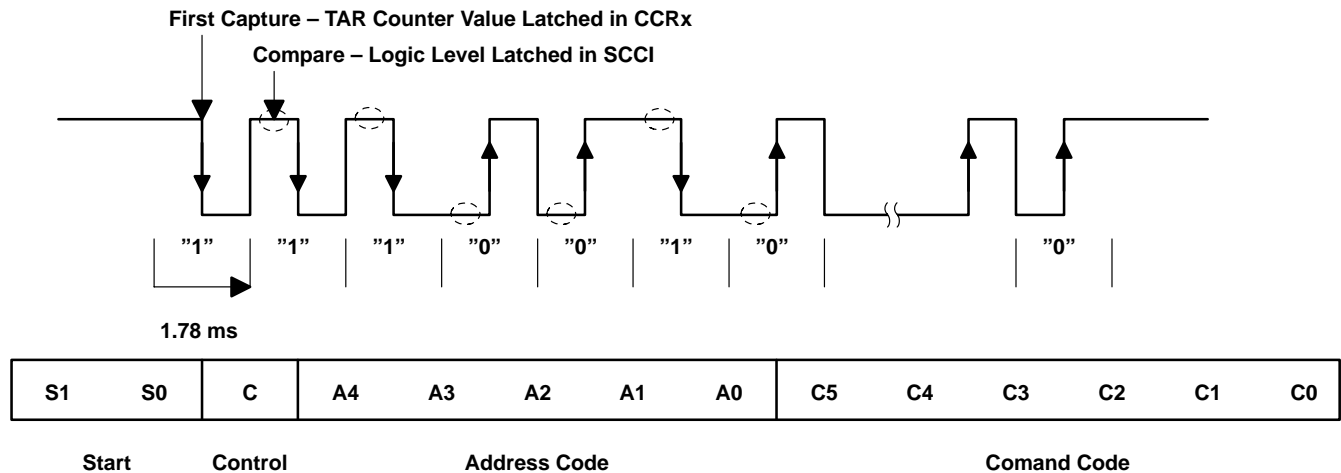 First Capture – TAR Counter Value Latched in CCRx
Compare – Logic Level Latched in SCCI
”1” ”1” ”1” ”0” ”0” ”1” ”0” ”0”
1.78 ms
S1 S0 C A4 A3 A2 A1 A0 C5 C4 C3 C2 C1 C0
Start Control Address Code Comand Code